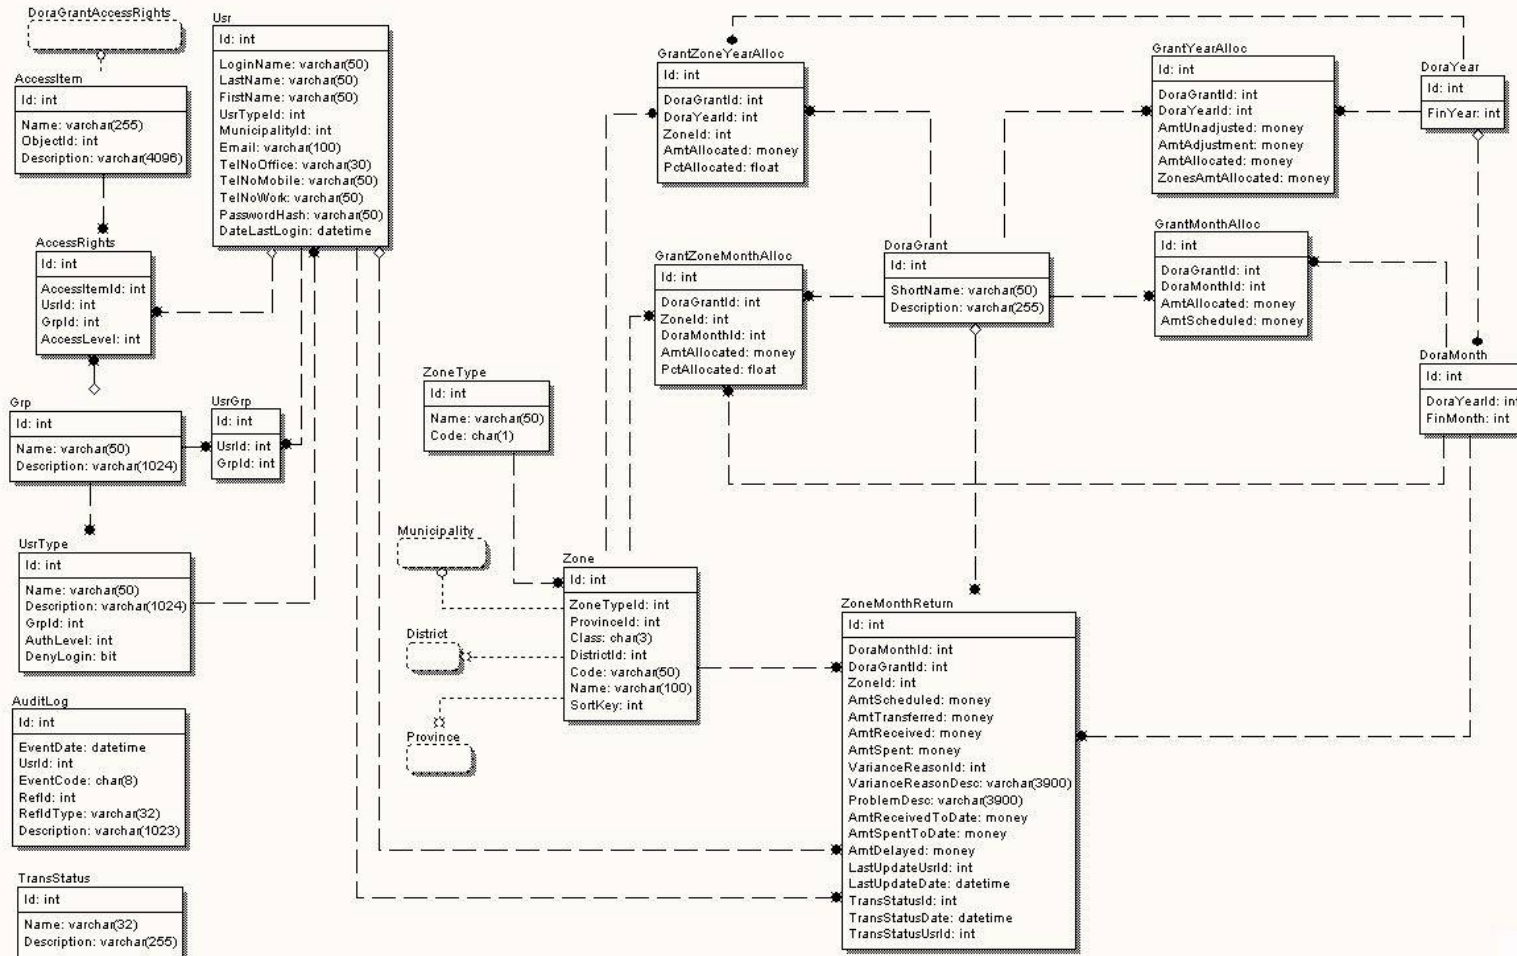 DoraGrantAccessRights
AccessItem
Id: int
Name: varchar(255)
ObjectId: int
Description: varchar(4096)
AccessRights
Id: int
AccessItemId: int
UsrId: int
GrpId: int
AccessLevel: int
Grp
Id: int
Name: varchar(50)
Description: varchar(1024)
UsrGrp
Id: int
UsrId: int
GrpId: int
UsrType
Id: int
Name: varchar(50)
Description: varchar(1024)
GrpId: int
AuthLevel: int
DenyLogin: bit
AuditLog
Id: int
EventDate: datetime
UsrId: int
EventCode: char(8)
RefId: int
RefIdType: varchar(32)
Description: varchar(1023)
TransStatus
Id: int
Name: varchar(32)
Description: varchar(255)
Usr
Id: int
LoginName: varchar(50)
LastName: varchar(50)
FirstName: varchar(50)
UsrTypeId: int
MunicipalityId: int
Email: varchar(100)
TelNoOffice: varchar(30)
TelNoMobile: varchar(50)
TelNoWork: varchar(50)
PasswordHash: varchar(50)
DateLastLogin: datetime
ZoneType
Id: int
Name: varchar(50)
Code: char(1)
Municipality
District
Province
Zone
Id: int
ZoneTypeId: int
ProvinceId: int
Class: char(3)
DistrictId: int
Code: varchar(50)
Name: varchar(100)
SortKey: int
GrantZoneYearAlloc
Id: int
DoraGrantId: int
DoraYearId: int
ZoneId: int
AmtAllocated: money
PctAllocated: float
GrantZoneMonthAlloc
Id: int
DoraGrantId: int
ZoneId: int
DoraMonthId: int
AmtAllocated: money
PctAllocated: float
DoraGrant
Id: int
ShortName: varchar(50)
Description: varchar(255)
GrantYearAlloc
Id: int
DoraGrantId: int
DoraYearId: int
AmtUnadjusted: money
AmtAdjustment: money
AmtAllocated: money
ZonesAmtAllocated: money
GrantMonthAlloc
Id: int
DoraGrantId: int
DoraMonthId: int
AmtAllocated: money
AmtScheduled: money
DoraYear
Id: int
FinYear: int
DoraMonth
Id: int
DoraYearId: int
FinMonth: int
ZoneMonthReturn
Id: int
DoraMonthId: int
DoraGrantId: int
ZoneId: int
AmtScheduled: money
AmtTransferred: money
AmtReceived: money
AmtSpent: money
VarianceReasonId: int
VarianceReasonDesc: varchar(3900)
ProblemDesc: varchar(3900)
AmtReceivedToDate: money
AmtSpentToDate: money
AmtDelayed: money
LastUpdateUsrId: int
LastUpdateDate: datetime
TransStatusId: int
TransStatusDate: datetime
TransStatusUsrId: int